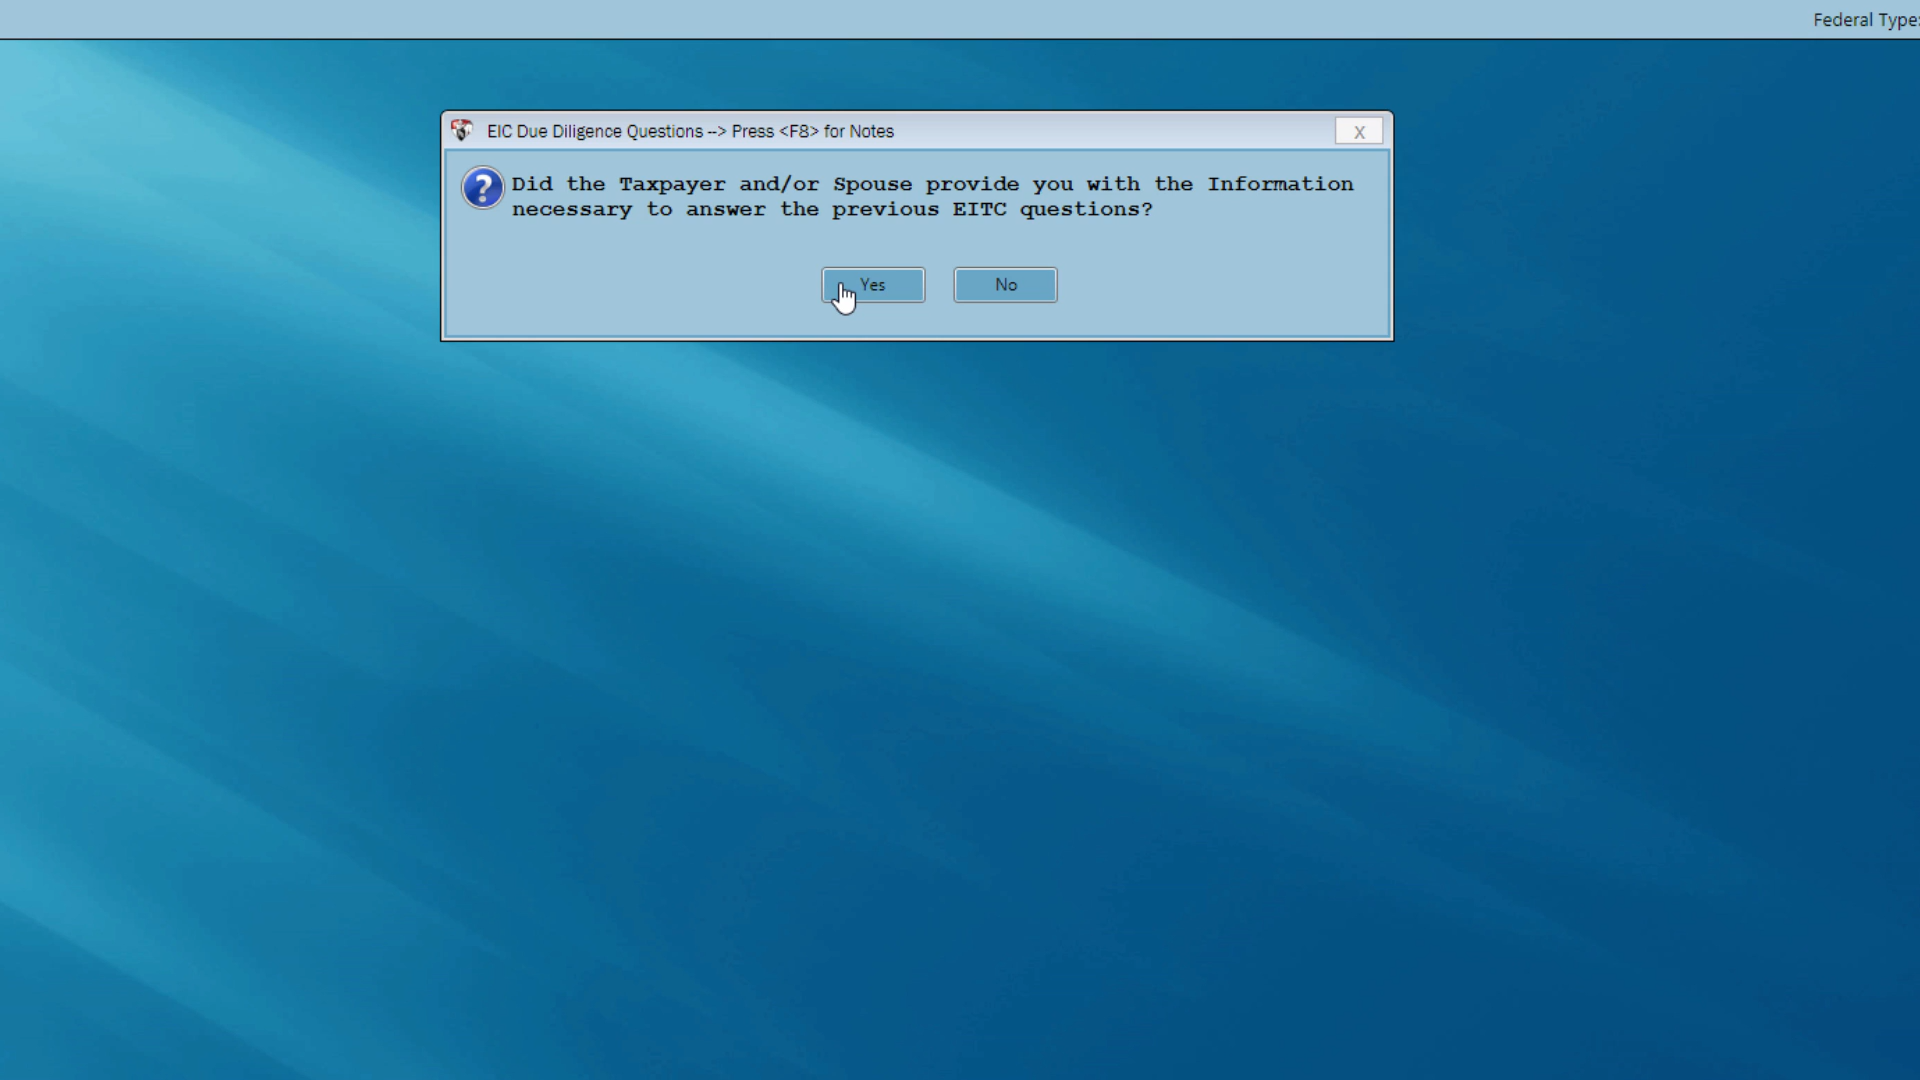 Federal Type:
EIC Due Diligence Questions --> Press <F8> for Notes
X
Did the Taxpayer and/or Spouse provide you with the Information
necessary to answer the previous EITC questions?
Yes No